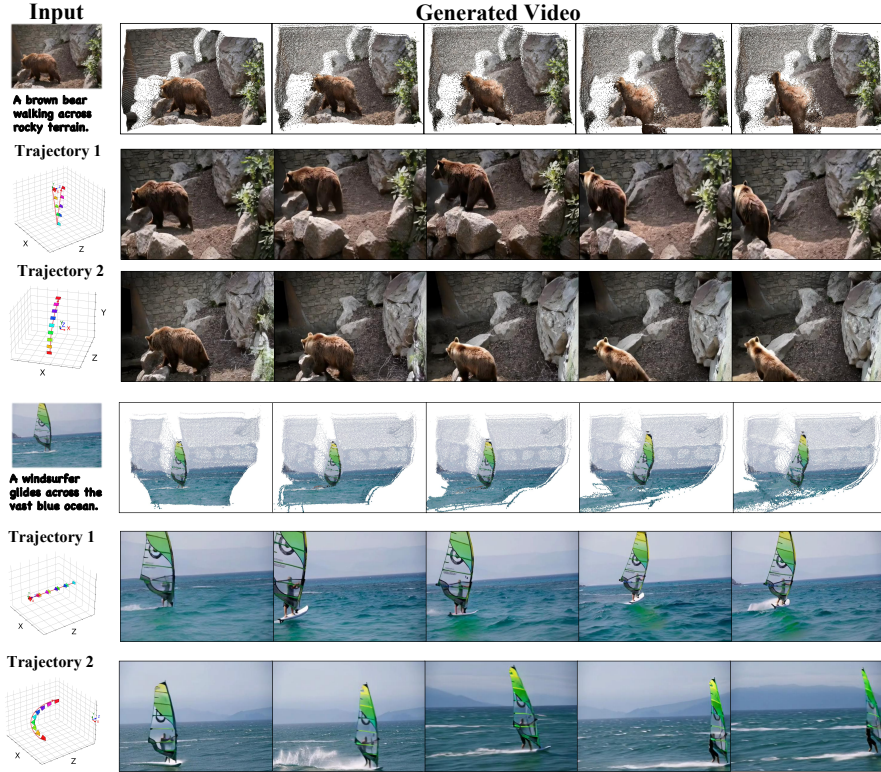 Input
Generated Video
A brown bear
walking across
rocky terrain.
Trajectory 1
X
Z
Trajectory 2
Y
X
Z
A windsurfer
glides across the
vast blue ocean.
Trajectory 1
X
Z
Trajectory 2
X
Z